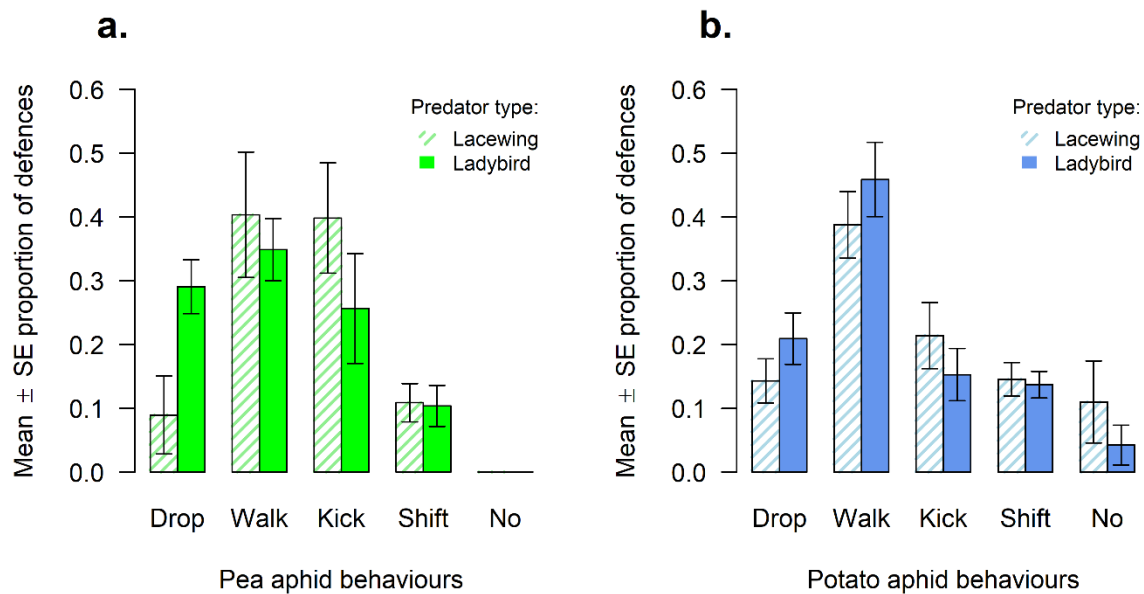 a.
Mean ± SE proportion of defences
0.6
0.5
0.4
0.3
0.2
0.1
0.0
Predator type:
Lacewing
Ladybird
Drop Walk Kick Shift No
Pea aphid behaviours
b.
Mean ± SE proportion of defences
0.6
0.5
0.4
0.3
0.2
0.1
0.0
Predator type:
Lacewing
Ladybird
Drop Walk Kick Shift No
Potato aphid behaviours